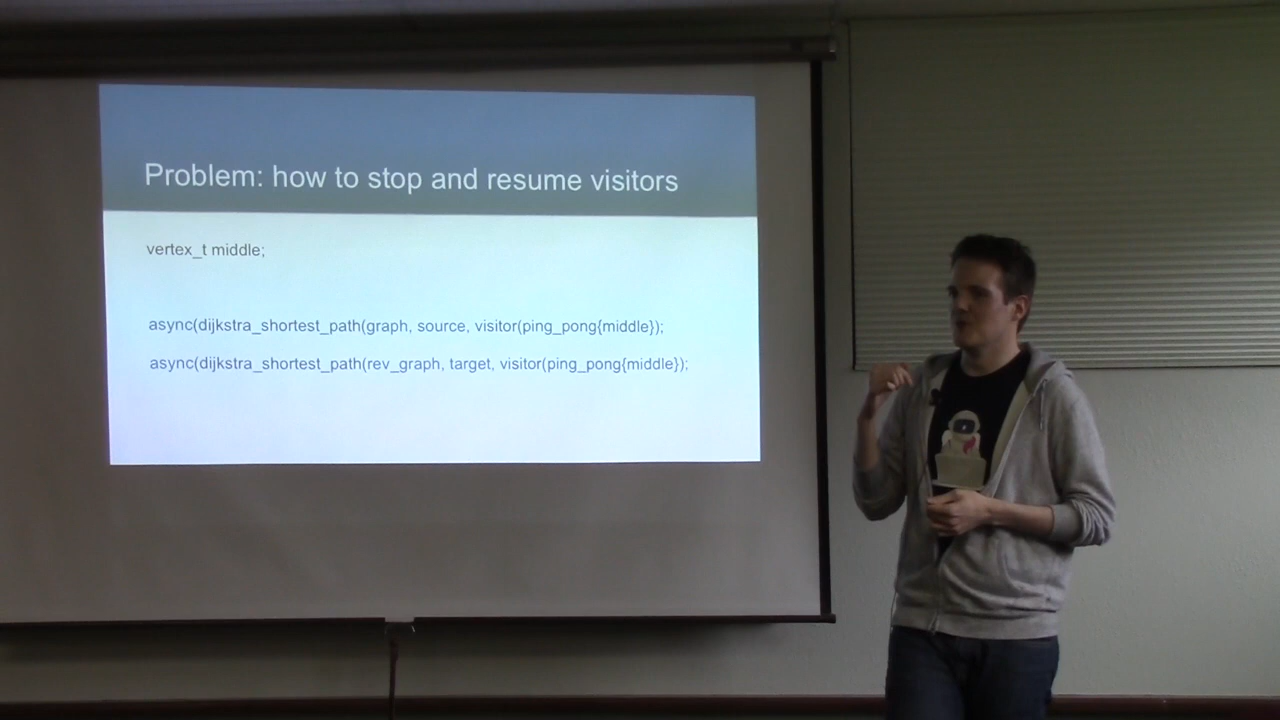 Problem: how to stop and resume visitors
vertex_t middle;
async(dijkstra_shortest_path(graph, source, visitor(ping_pong{middle});
async(dijkstra_shortest_path(rev_graph, target, visitor(ping_pong{middle});